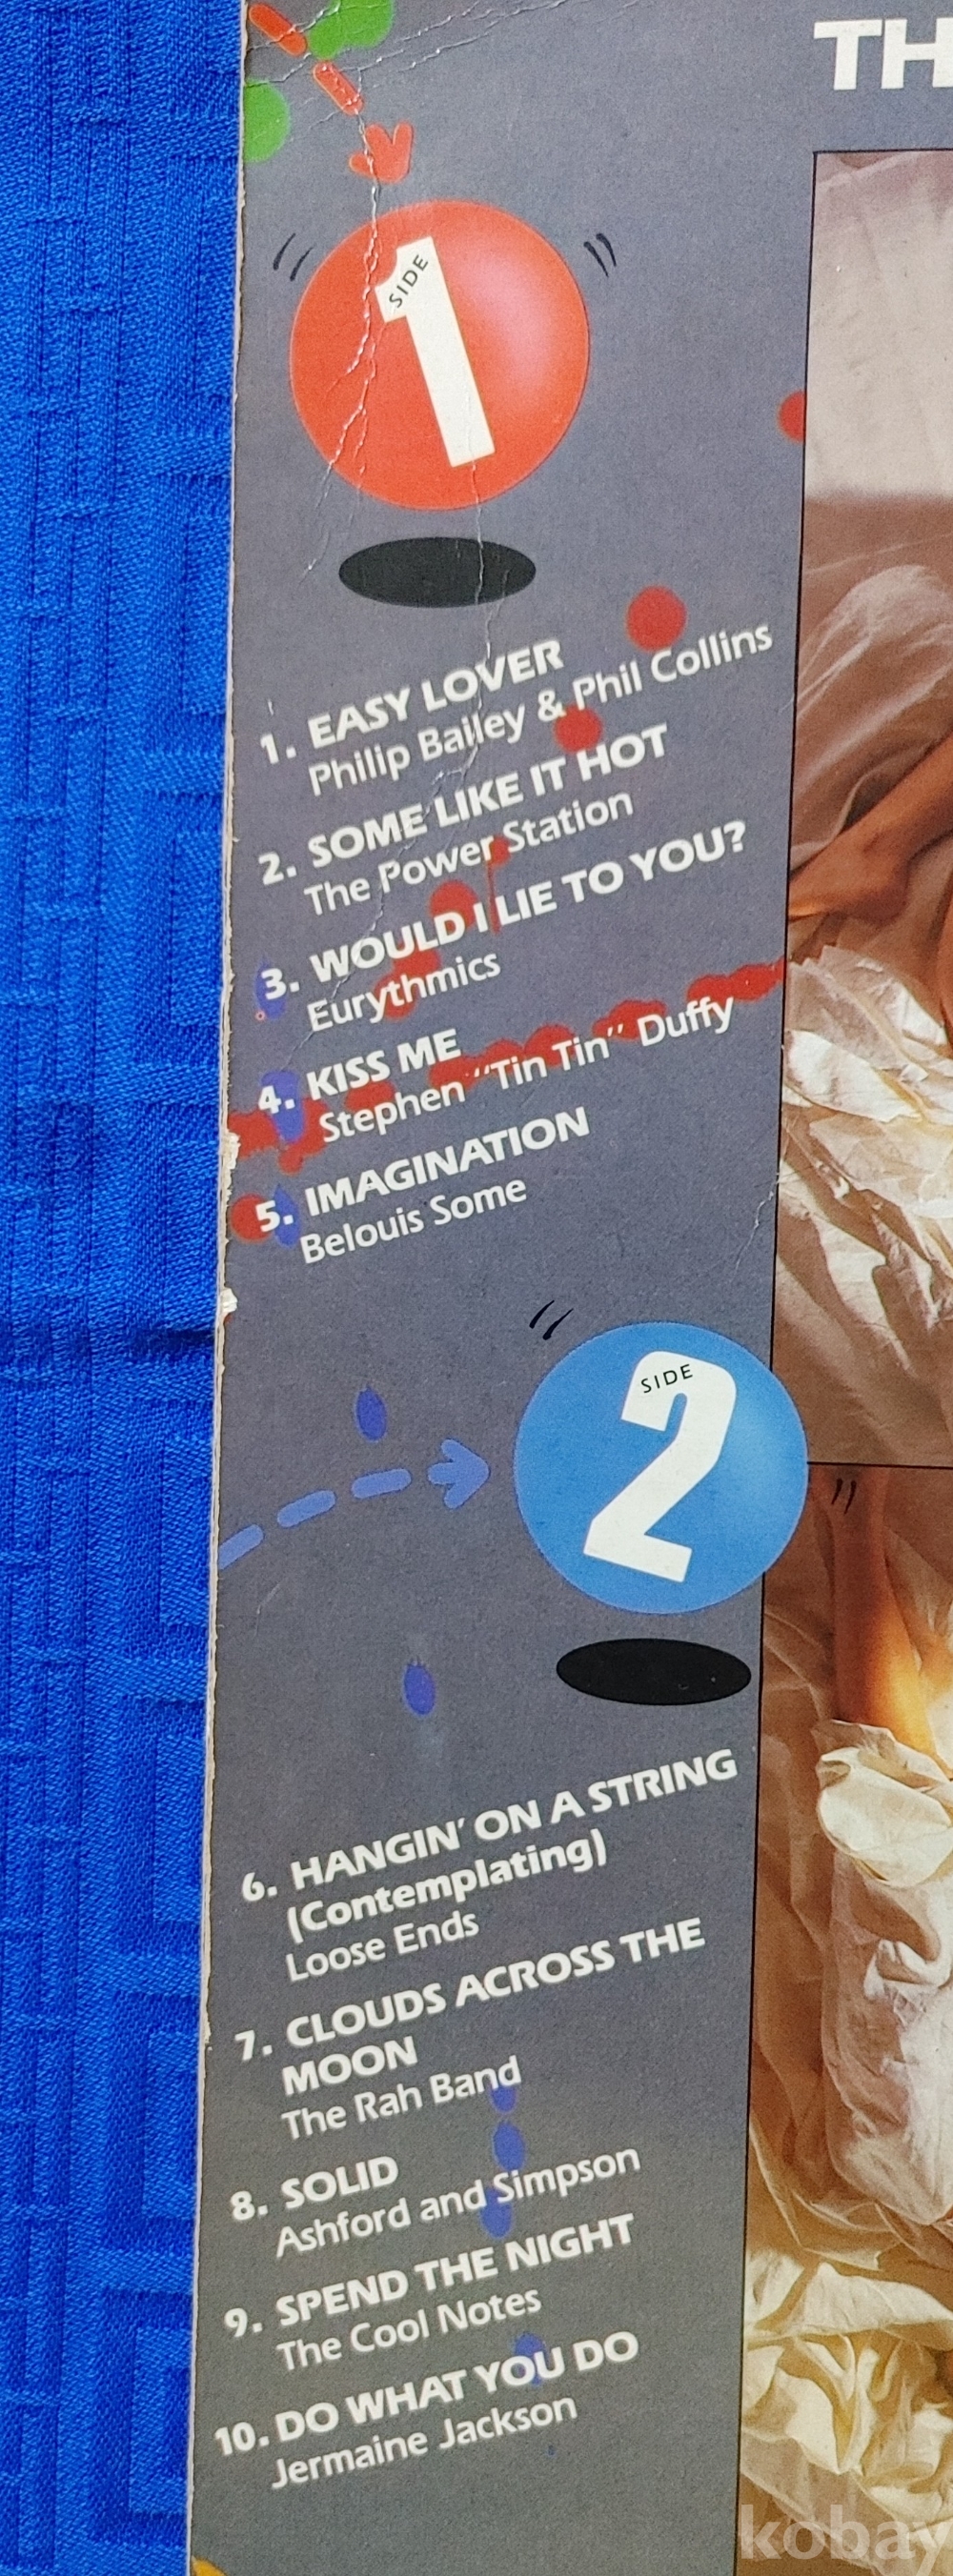 TH
SIDE
1
1. EASY LOVER
Philip Bailey & Phil Collins
2. SOME LIKE IT HOT
The Power Station
3. WOULD I LIE TO YOU?
Eurythmics
4. KISS ME
Stephen "Tin Tin" Duffy
5. IMAGINATION
Belouis Some
SIDE
2
6. HANGIN' ON A STRING
(Contemplating)
Loose Ends
7. CLOUDS ACROSS THE
MOON
The Rah Band
8. SOLID
Ashford and Simpson
9. SPEND THE NIGHT
The Cool Notes
10. DO WHAT YOU DO
Jermaine Jackson
kobay